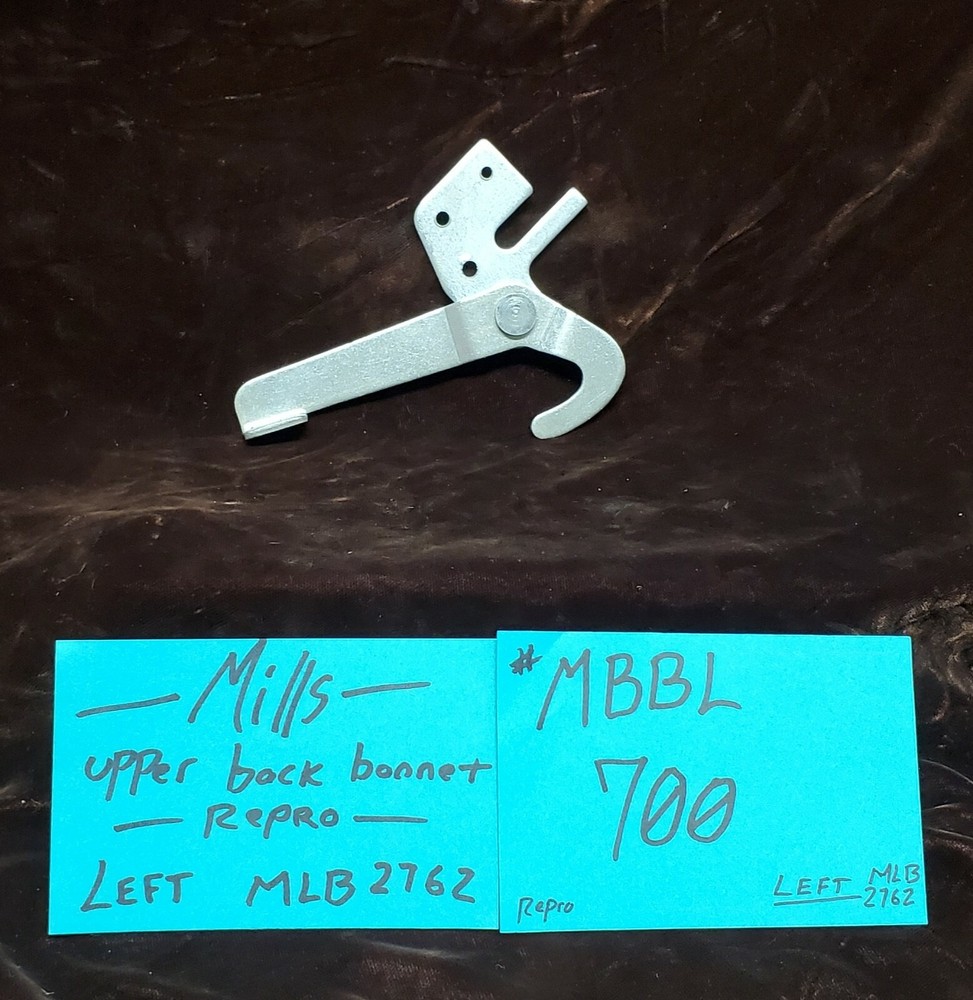 — Mills —
upper back bonnet
— Repro —
LEFT MLB 2762
# MBBL
700
Repro
LEFT MLB
2762